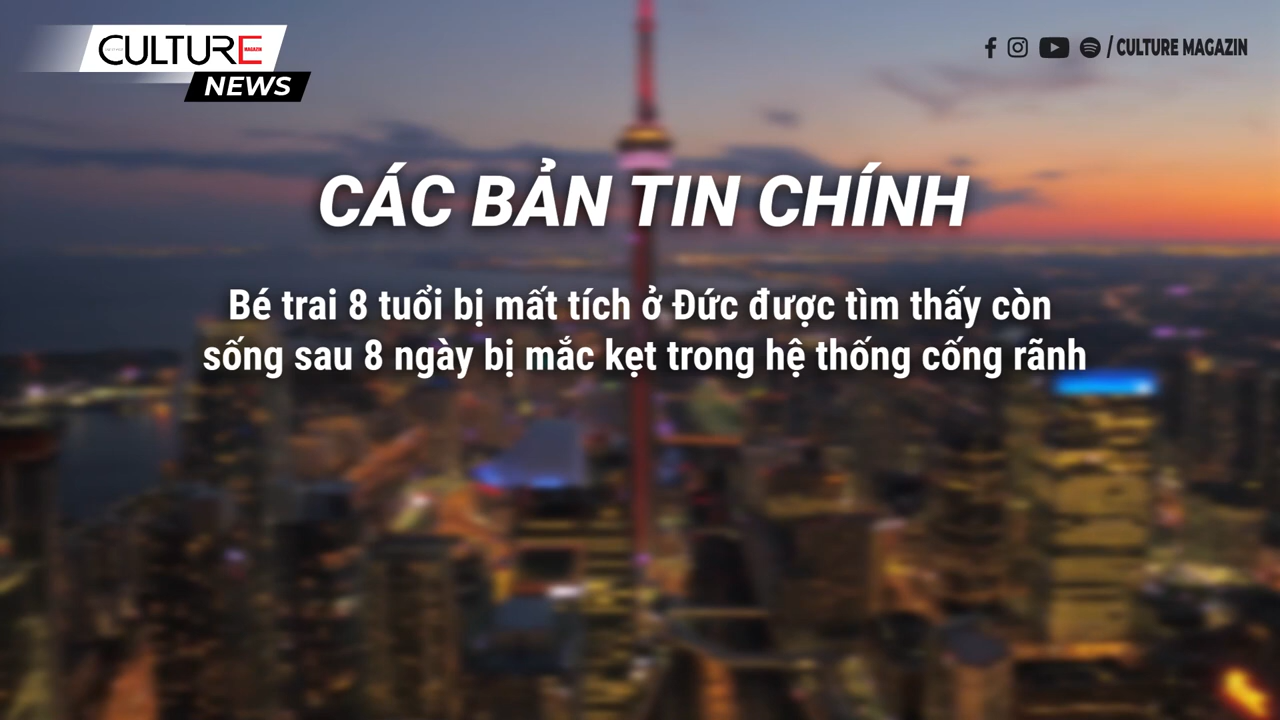 CULTURE
MAGAZIN
NEWS
/ CULTURE MAGAZIN
CÁC BẢN TIN CHÍNH
Bé trai 8 tuổi bị mất tích ở Đức được tìm thấy còn
sống sau 8 ngày bị mắc kẹt trong hệ thống cống rãnh